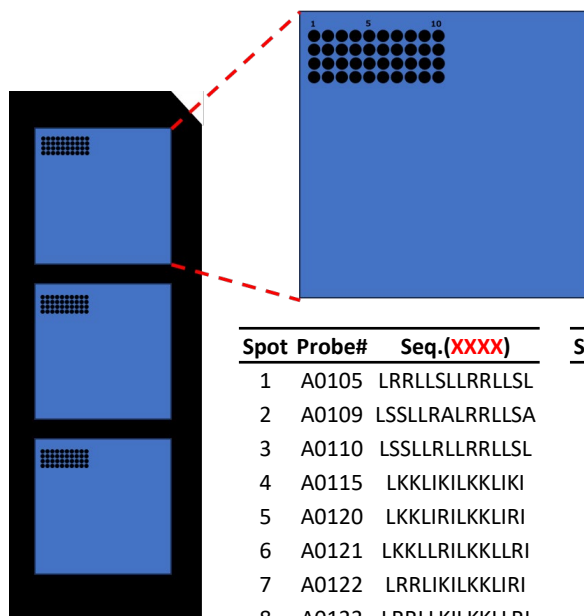 1 5 10
Spot Probe# Seq.(XXXX)
1 A0105 LRRLLSLLRRLLSL
2 A0109 LSSLLRALRRLLSA
3 A0110 LSSLLRLLRRLLSL
4 A0115 LKKLIKILKKLIKI
5 A0120 LKKLIRILKKLIRI
6 A0121 LKKLLRILKKLLRI
7 A0122 LRRLIKILKKLIRI